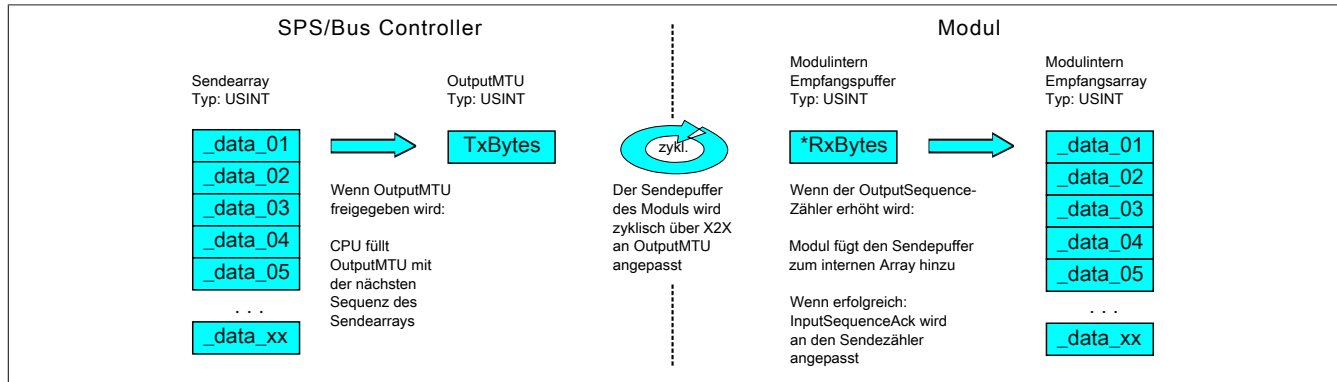 SPS/Bus Controller
Modul
Sendearray
Typ: USINT
OutputMTU
Typ: USINT
Modulintern
Empfangspuffer
Typ: USINT
Modulintern
Empfangsarray
Typ: USINT
_data_01
_data_02
_data_03
_data_04
_data_05
. . .
_data_xx
TxBytes
Wenn OutputMTU
freigegeben wird:
CPU füllt
OutputMTU mit
der nächsten
Sequenz des
Sendearrays
zykl.
Der Sendepuffer
des Moduls wird
zyklisch über X2X
an OutputMTU
angepasst
*RxBytes
Wenn der OutputSequence-
Zähler erhöht wird:
Modul fügt den Sendepuffer
zum internen Array hinzu
Wenn erfolgreich:
InputSequenceAck wird
an den Sendezähler
angepasst
_data_01
_data_02
_data_03
_data_04
_data_05
. . .
_data_xx